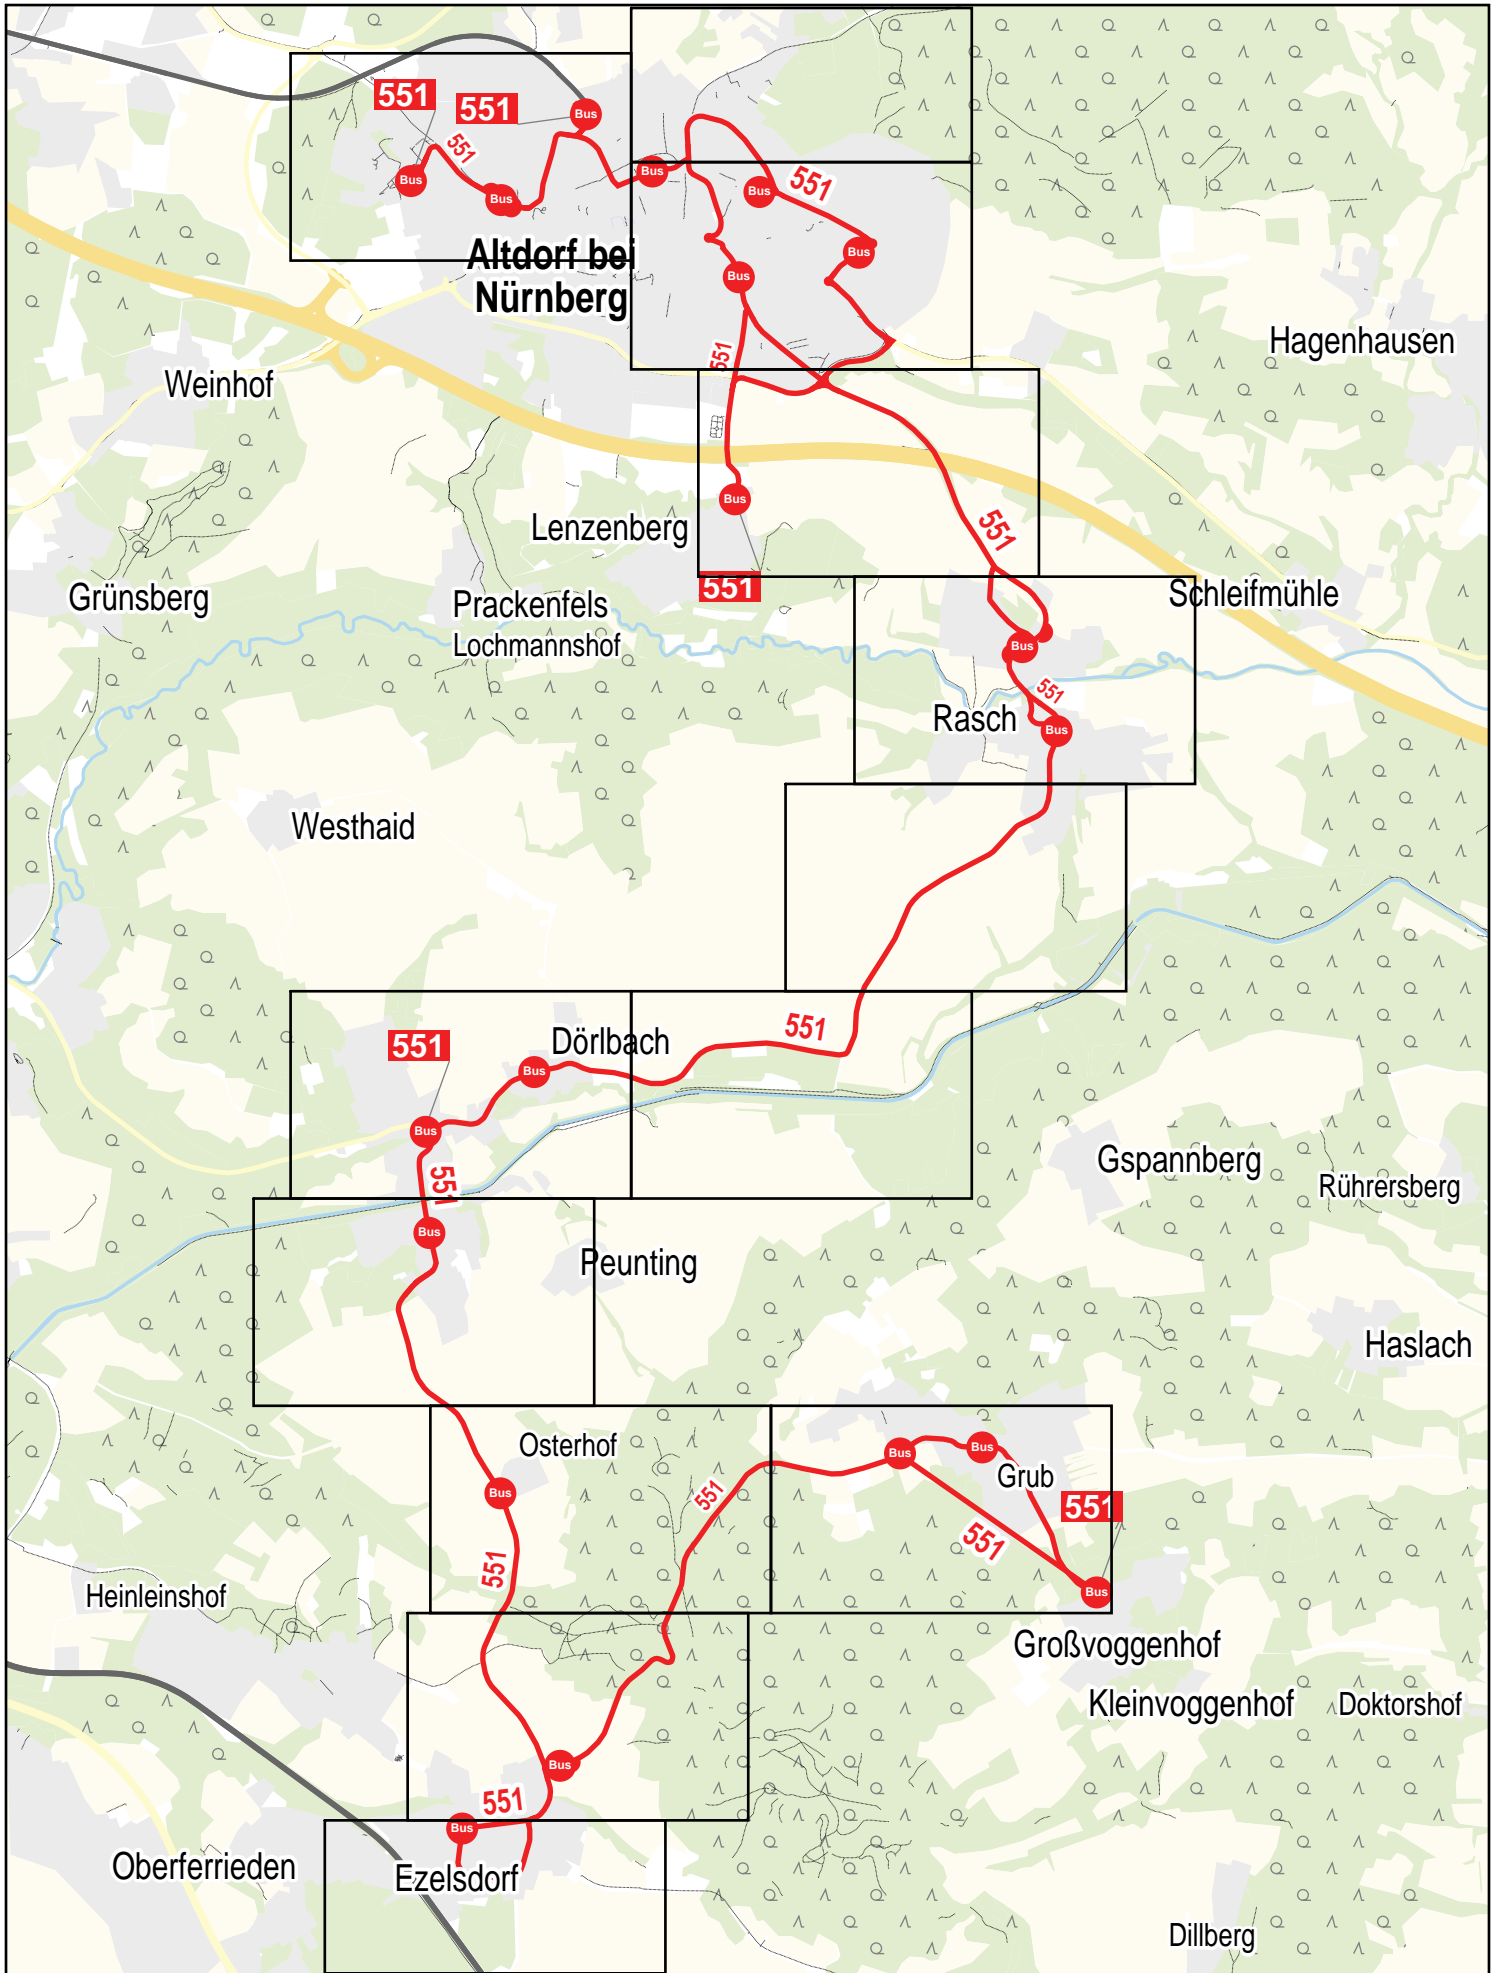 551
551
Bus
551
Bus
Bus
551
Bus
Bus
Altdorf bei
Nürnberg
Bus
Bus
Hagenhausen
551
Weinhof
Bus
551
Lenzenberg
551
Schleifmühle
Grünsberg
Prackenfels
Lochmannshof
Bus
551
Rasch
Bus
Westhaid
551
551
Dörlbach
Bus
Bus
551
Gspannberg
Rührersberg
Bus
Peunting
Haslach
Osterhof
Bus
Bus
Grub
Bus
551
551
551
551
Bus
Heinleinshof
Großvoggenhof
Kleinvoggenhof
Doktorshof
Bus
551
Bus
Oberferrieden
Ezelsdorf
Dillberg